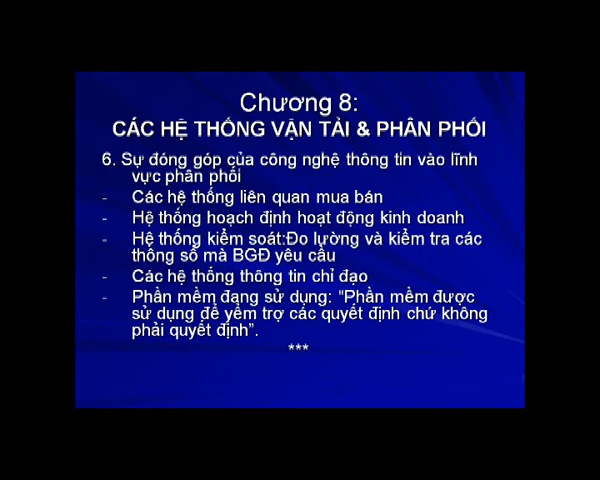 Chương 8:
CÁC HỆ THỐNG VẬN TẢI & PHÂN PHỐI
6. Sự đóng góp của công nghệ thông tin vào lĩnh
vực phân phối
- Các hệ thống liên quan mua bán
- Hệ thống hoạch định hoạt động kinh doanh
- Hệ thống kiểm soát:Đo lường và kiểm tra các
thông số mà BGĐ yêu cầu
- Các hệ thống thông tin chỉ đạo
- Phần mềm đang sử dụng: "Phần mềm được
sử dụng để yểm trợ các quyết định chứ không
phải quyết định".
***